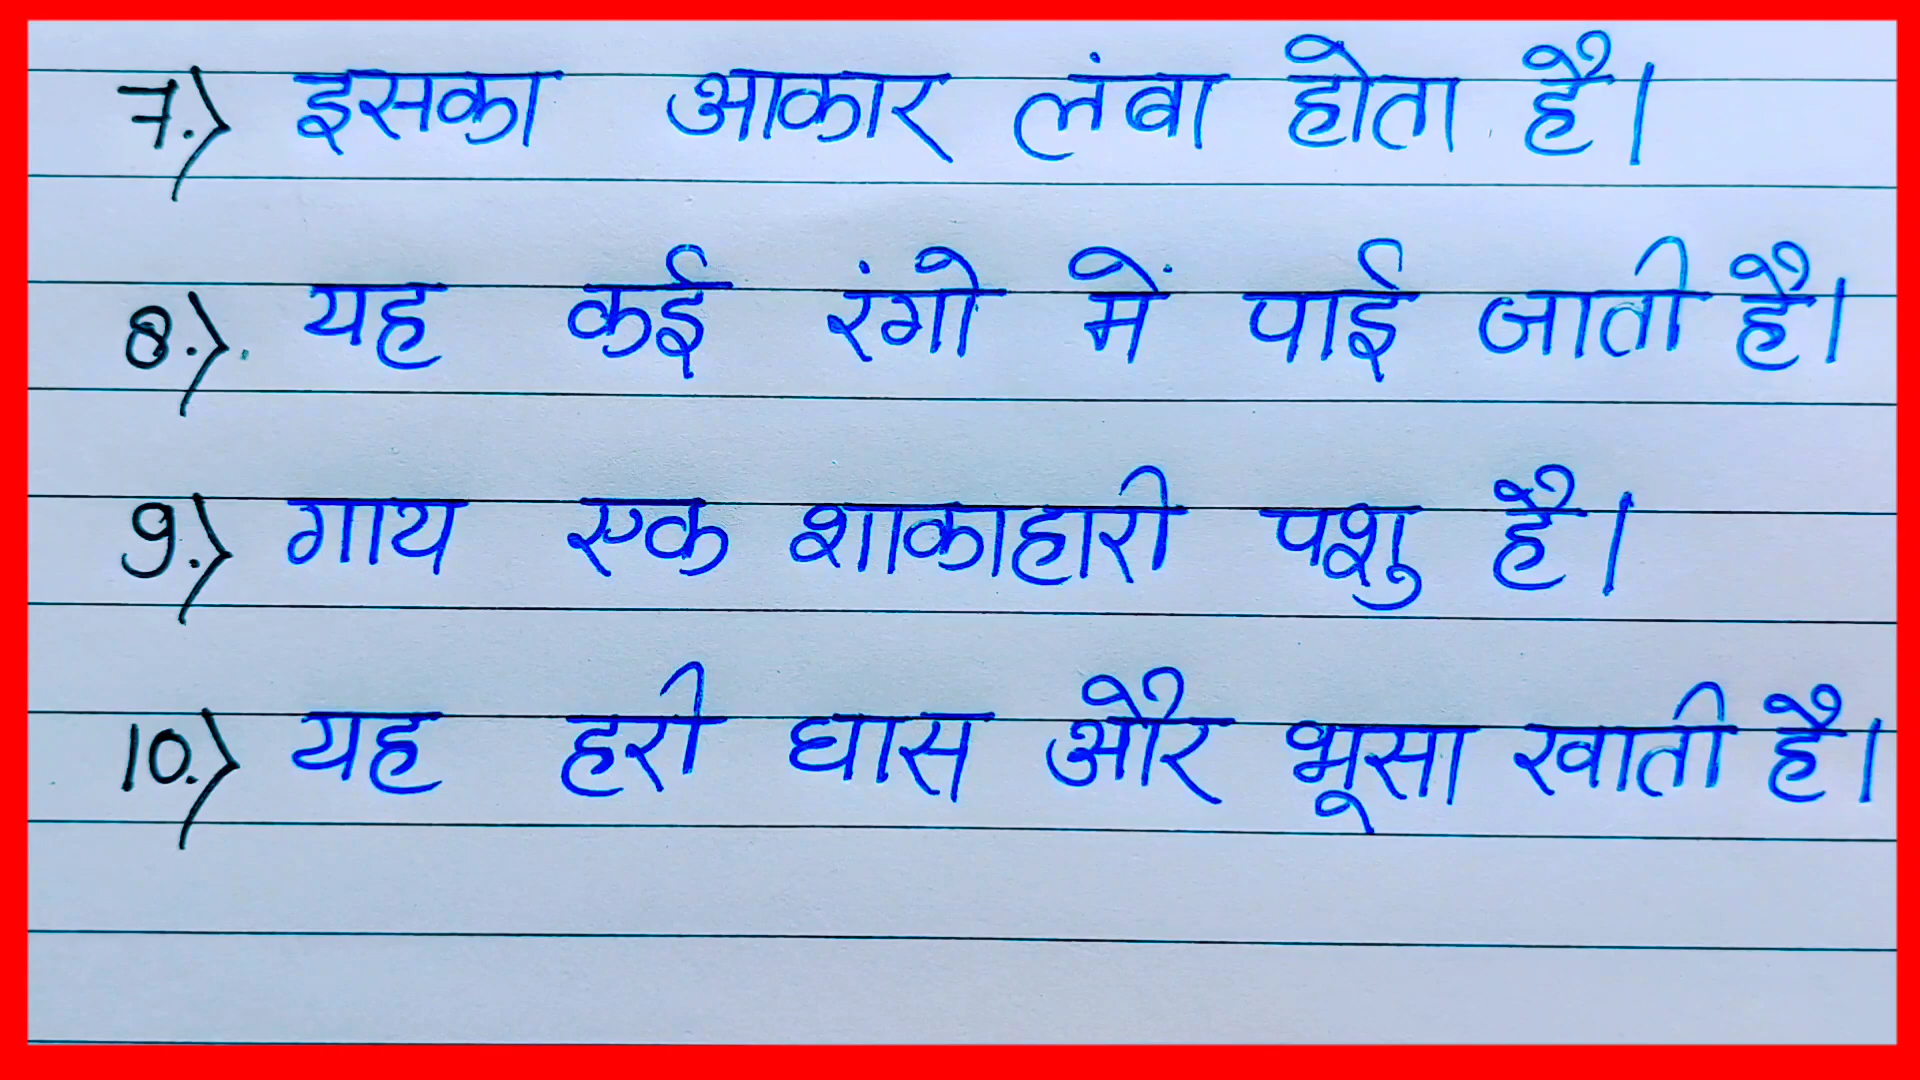 7.) इसका आकार लंबा होता है।
8.) यह कई रंगो में पाई जाती है।
9.) गाय एक शाकाहारी पशु है।
10.) यह हरी घास और भूसा खाती है।